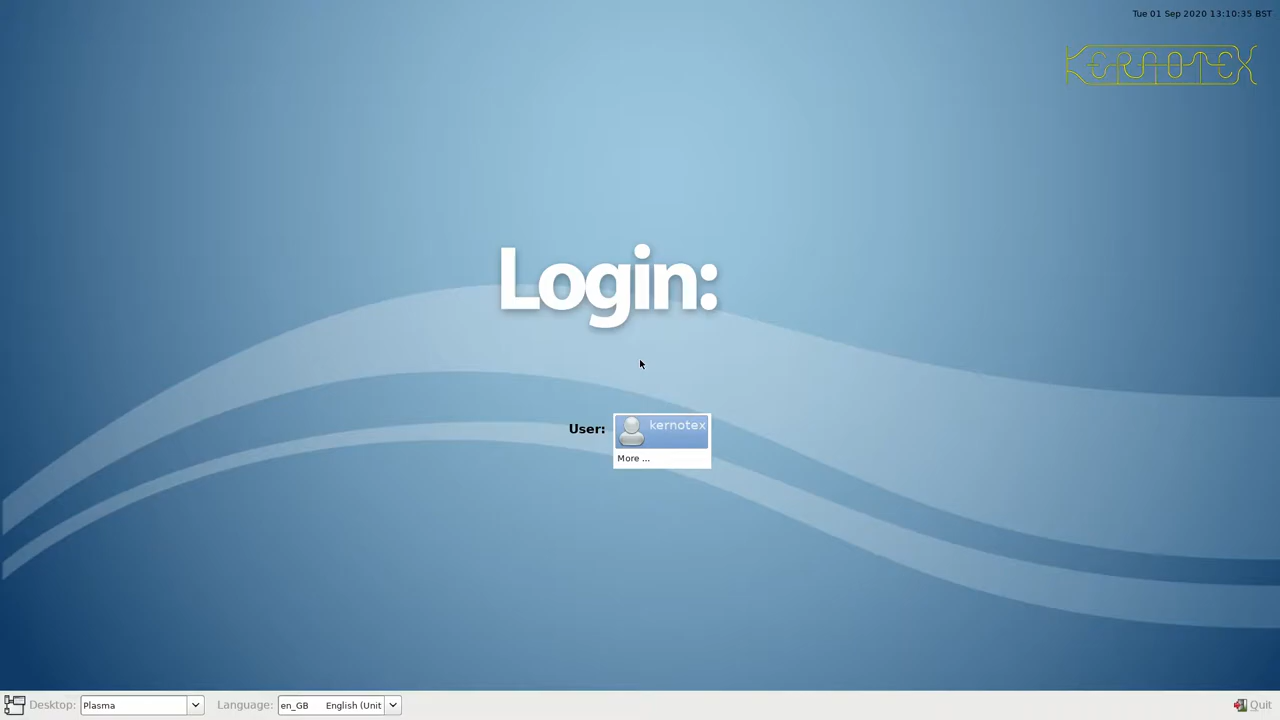 Tue 01 Sep 2020 13:10:35 BST
KERNOTEX
Login:
User:
kernotex
More ...
Desktop: Plasma Language: en_GB English (Unit Quit